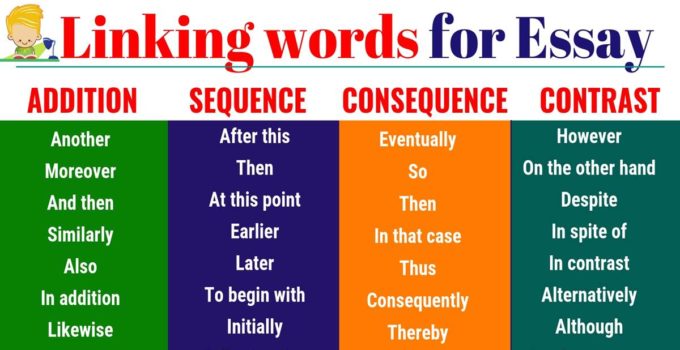 Linking words for Essay
ADDITION
Another
Moreover
And then
Similarly
Also
In addition
Likewise
SEQUENCE
After this
Then
At this point
Earlier
Later
To begin with
Initially
CONSEQUENCE
Eventually
So
Then
In that case
Thus
Consequently
Thereby
CONTRAST
However
On the other hand
Despite
In spite of
In contrast
Alternatively
Although